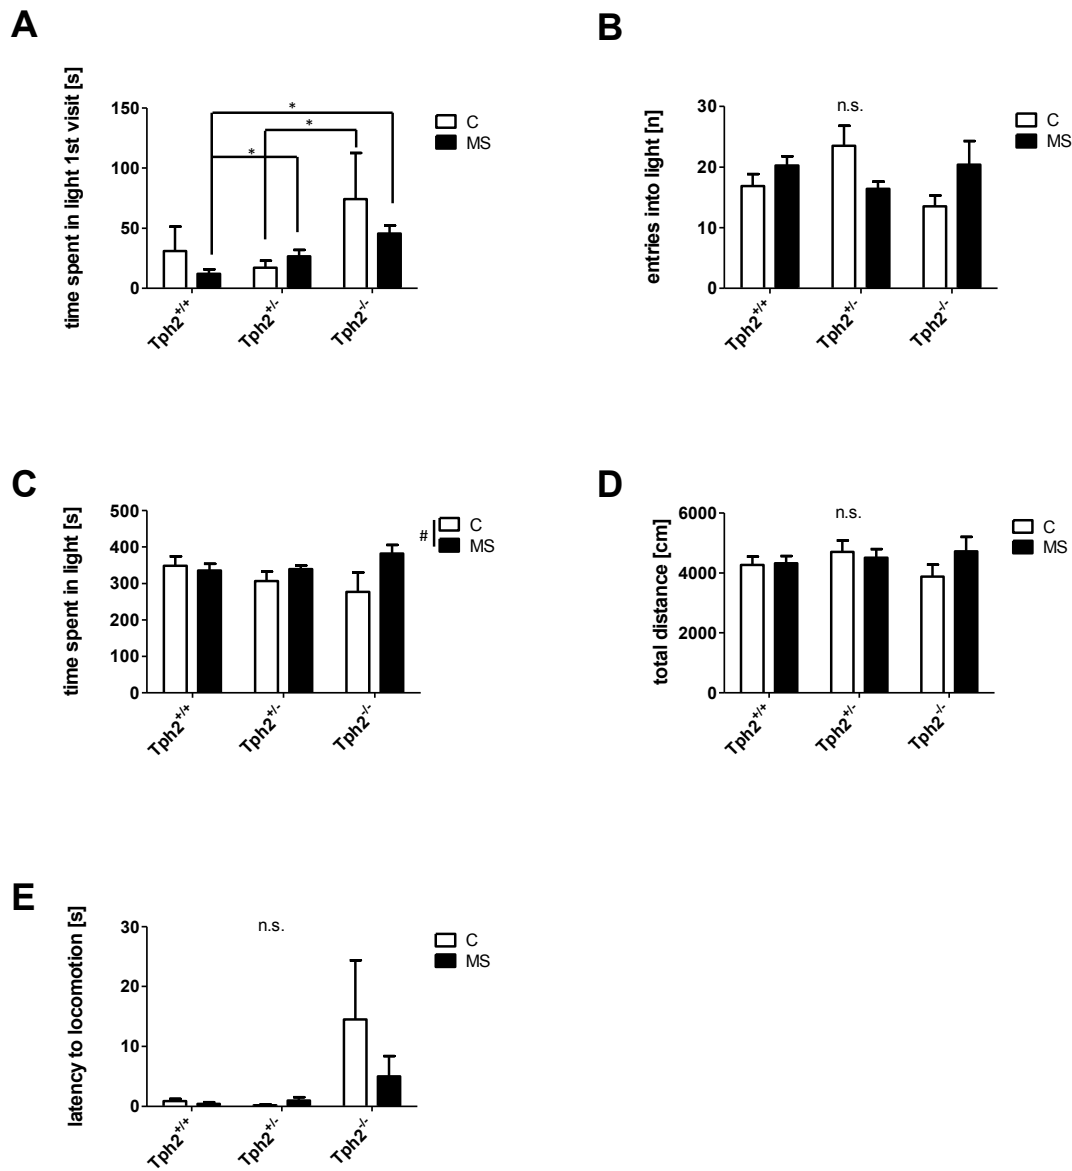 A
time spent in light 1st visit [s]
150
100
50
0
*
*
*
C
MS
Tph2+/+
Tph2+/-
Tph2-/-
B
entries into light [n]
30
20
10
0
n.s.
C
MS
Tph2+/+
Tph2+/-
Tph2-/-
C
time spent in light [s]
500
400
300
200
100
0
#
C
MS
Tph2+/+
Tph2+/-
Tph2-/-
D
total distance [cm]
6000
4000
2000
0
n.s.
C
MS
Tph2+/+
Tph2+/-
Tph2-/-
E
latency to locomotion [s]
30
20
10
0
n.s.
C
MS
Tph2+/+
Tph2+/-
Tph2-/-